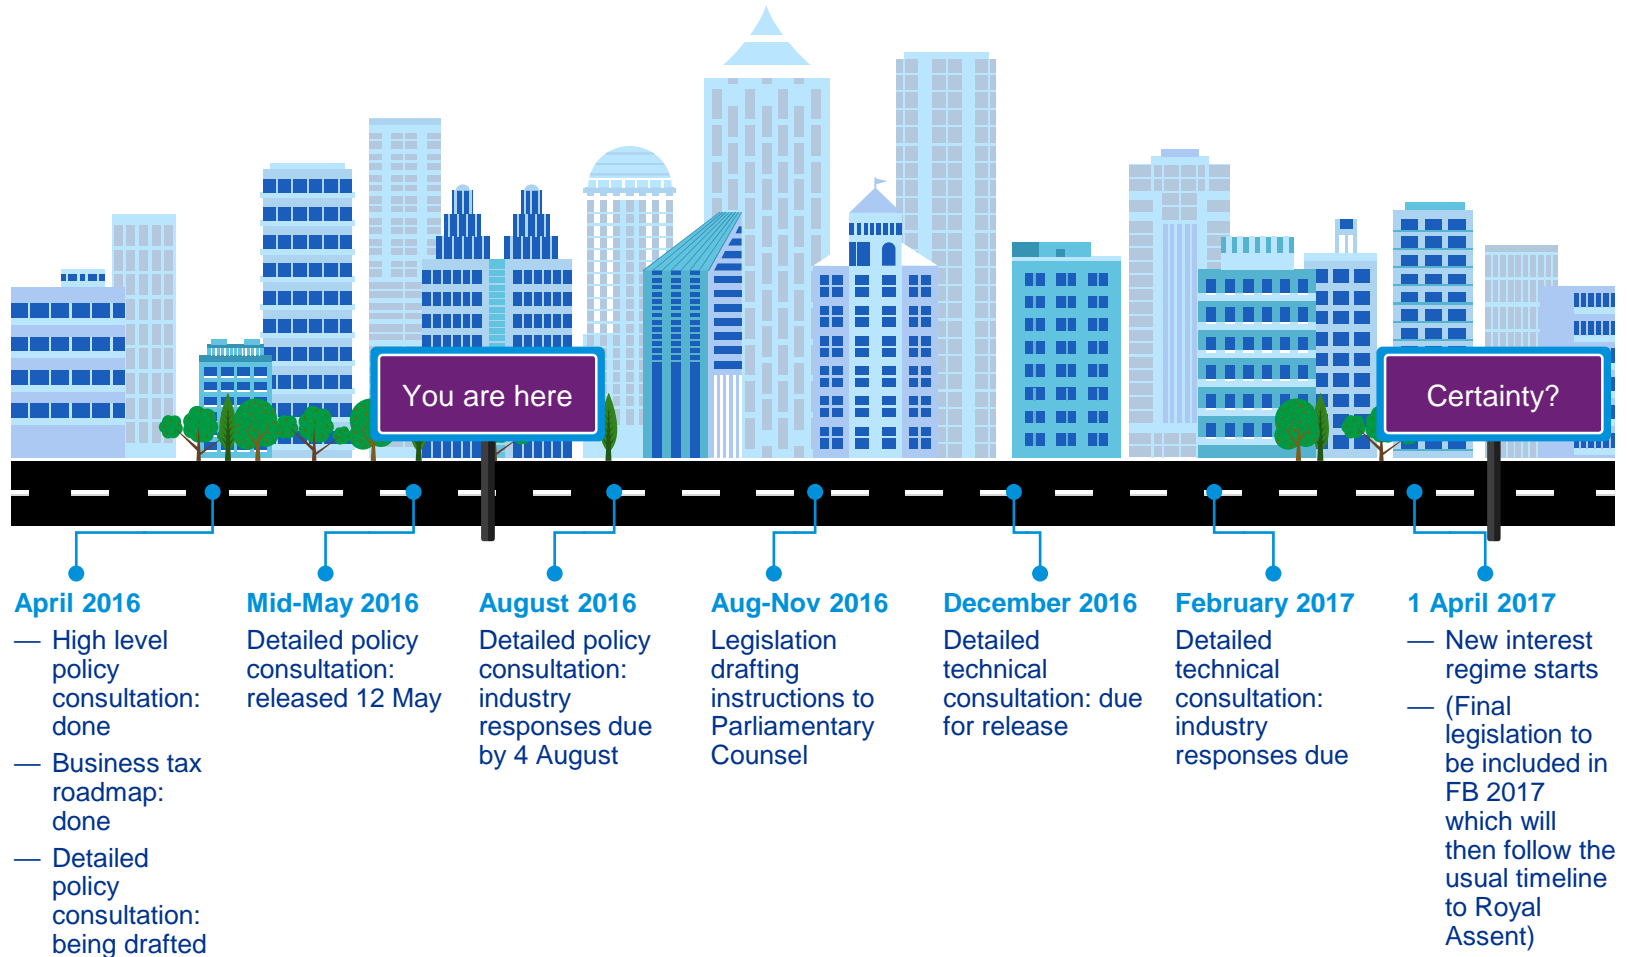 You are here
Certainty?
April 2016
— High level
policy
consultation:
done
— Business tax
roadmap:
done
— Detailed
policy
consultation:
being drafted
Mid-May 2016
Detailed policy
consultation:
released 12 May
August 2016
Detailed policy
consultation:
industry
responses due
by 4 August
Aug-Nov 2016
Legislation
drafting
instructions to
Parliamentary
Counsel
December 2016
Detailed
technical
consultation: due
for release
February 2017
Detailed
technical
consultation:
industry
responses due
1 April 2017
— New interest
regime starts
— (Final
legislation to
be included in
FB 2017
which will
then follow the
usual timeline
to Royal
Assent)